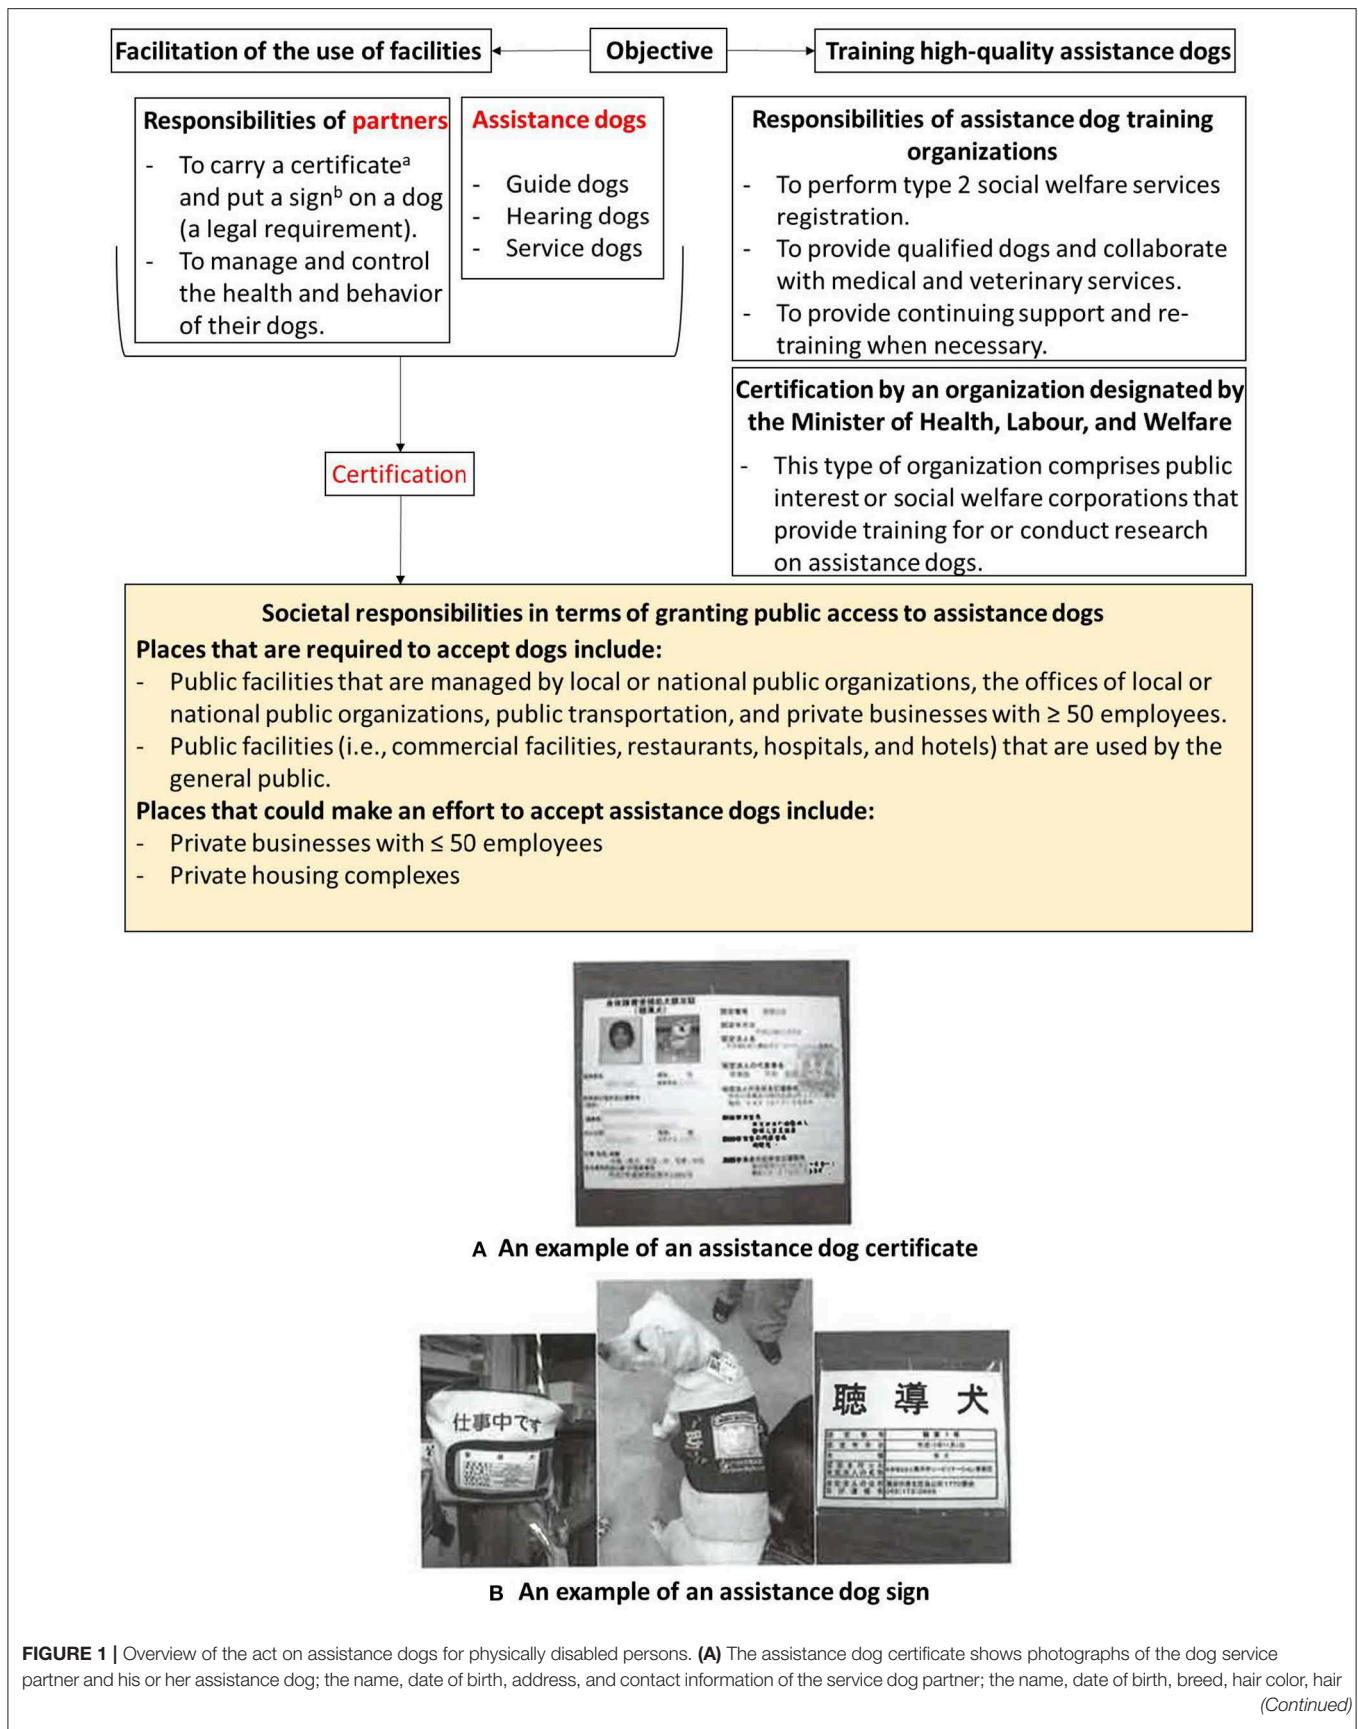 Facilitation of the use of facilities
Objective
Training high-quality assistance dogs
Responsibilities of partners
- To carry a certificateᵃ
and put a signᵇ on a dog
(a legal requirement).
- To manage and control
the health and behavior
of their dogs.
Assistance dogs
- Guide dogs
- Hearing dogs
- Service dogs
Responsibilities of assistance dog training
organizations
- To perform type 2 social welfare services
registration.
- To provide qualified dogs and collaborate
with medical and veterinary services.
- To provide continuing support and re-
training when necessary.
Certification by an organization designated by
the Minister of Health, Labour, and Welfare
- This type of organization comprises public
interest or social welfare corporations that
provide training for or conduct research
on assistance dogs.
Certification
Societal responsibilities in terms of granting public access to assistance dogs
Places that are required to accept dogs include:
- Public facilities that are managed by local or national public organizations, the offices of local or
national public organizations, public transportation, and private businesses with ≥ 50 employees.
- Public facilities (i.e., commercial facilities, restaurants, hospitals, and hotels) that are used by the
general public.
Places that could make an effort to accept assistance dogs include:
- Private businesses with ≤ 50 employees
- Private housing complexes
A An example of an assistance dog certificate
仕事中です
聴導犬
B An example of an assistance dog sign
FIGURE 1 | Overview of the act on assistance dogs for physically disabled persons. (A) The assistance dog certificate shows photographs of the dog service
partner and his or her assistance dog; the name, date of birth, address, and contact information of the service dog partner; the name, date of birth, breed, hair color, hair
(Continued)